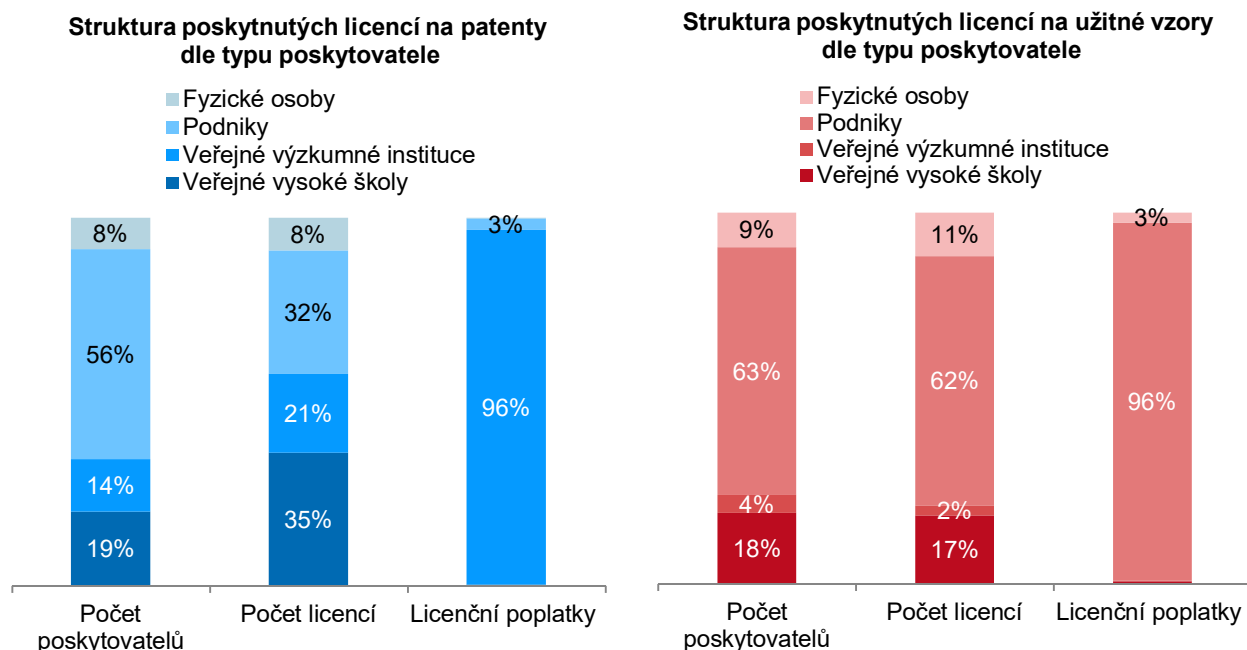 Struktura poskytnutých licencí na patenty
dle typu poskytovatele
Fyzické osoby
Podniky
Veřejné výzkumné instituce
Veřejné vysoké školy
8%
8%
3%
56%
32%
96%
14%
21%
19%
35%
Počet
poskytovatelů
Počet licencí
Licenční poplatky
Struktura poskytnutých licencí na užitné vzory
dle typu poskytovatele
Fyzické osoby
Podniky
Veřejné výzkumné instituce
Veřejné vysoké školy
9%
11%
3%
63%
62%
96%
4%
2%
18%
17%
Počet
poskytovatelů
Počet licencí
Licenční poplatky